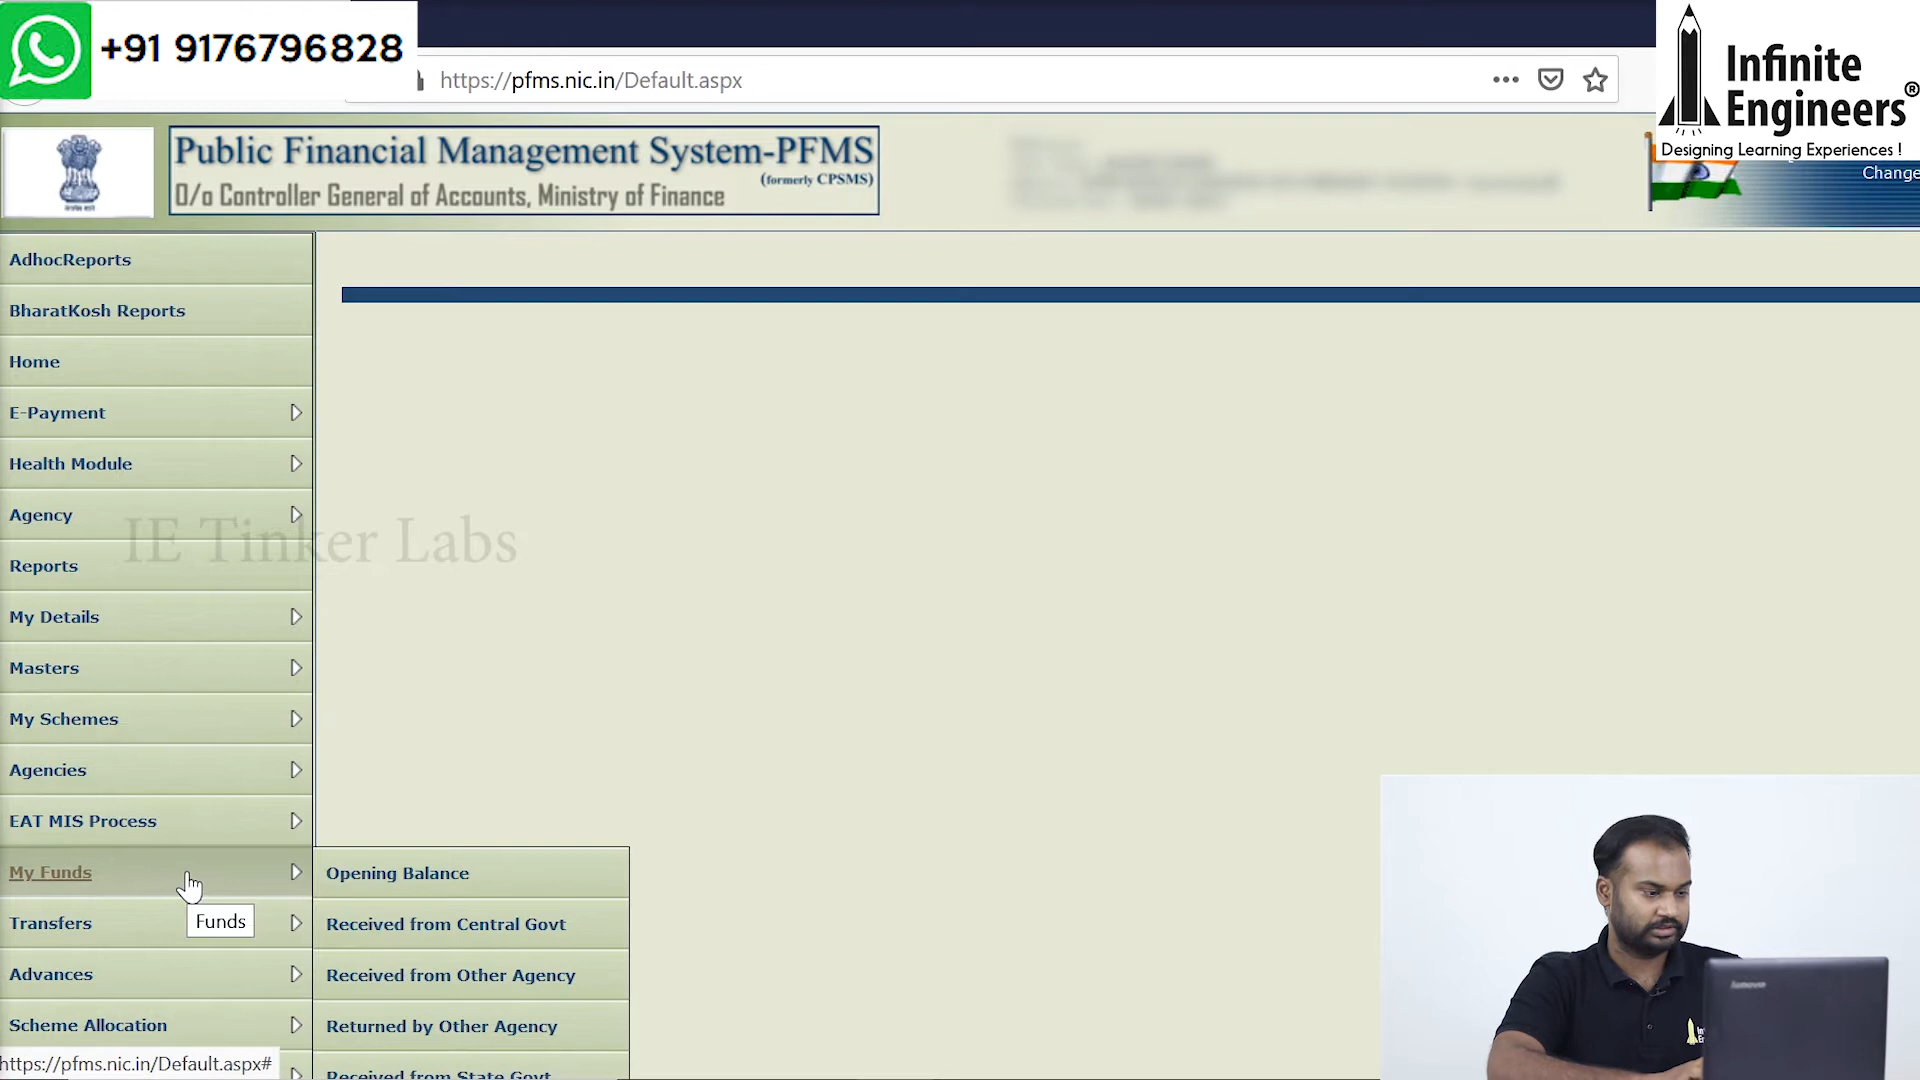 +91 9176796828
https://pfms.nic.in/Default.aspx
Infinite
Engineers®
Designing Learning Experiences !
Public Financial Management System-PFMS
(formerly CPSMS)
O/o Controller General of Accounts, Ministry of Finance
Change
AdhocReports
BharatKosh Reports
Home
E-Payment
Health Module
Agency
IE Tinker Labs
Reports
My Details
Masters
My Schemes
Agencies
EAT MIS Process
My Funds
Funds
Transfers
Advances
Scheme Allocation
Opening Balance
Received from Central Govt
Received from Other Agency
Returned by Other Agency
Received from State Govt
https://pfms.nic.in/Default.aspx#
lenovo